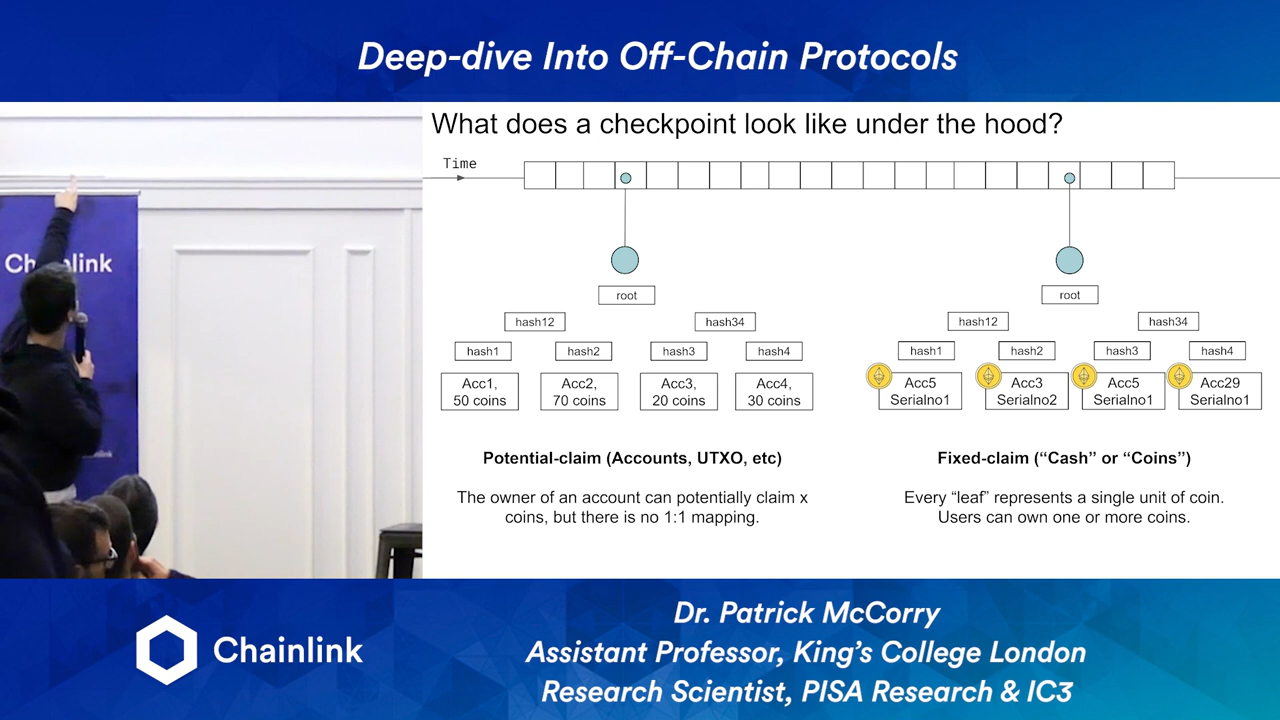 Deep-dive Into Off-Chain Protocols
What does a checkpoint look like under the hood?
Time
root
hash12
hash34
hash1
hash2
hash3
hash4
Acc1,
50 coins
Acc2,
70 coins
Acc3,
20 coins
Acc4,
30 coins
Potential-claim (Accounts, UTXO, etc)
The owner of an account can potentially claim x
coins, but there is no 1:1 mapping.
root
hash12
hash34
hash1
hash2
hash3
hash4
Acc5
Serialno1
Acc3
Serialno2
Acc5
Serialno1
Acc29
Serialno1
Fixed-claim (“Cash” or “Coins”)
Every “leaf” represents a single unit of coin.
Users can own one or more coins.
Chainlink
Dr. Patrick McCorry
Assistant Professor, King’s College London
Research Scientist, PISA Research & IC3